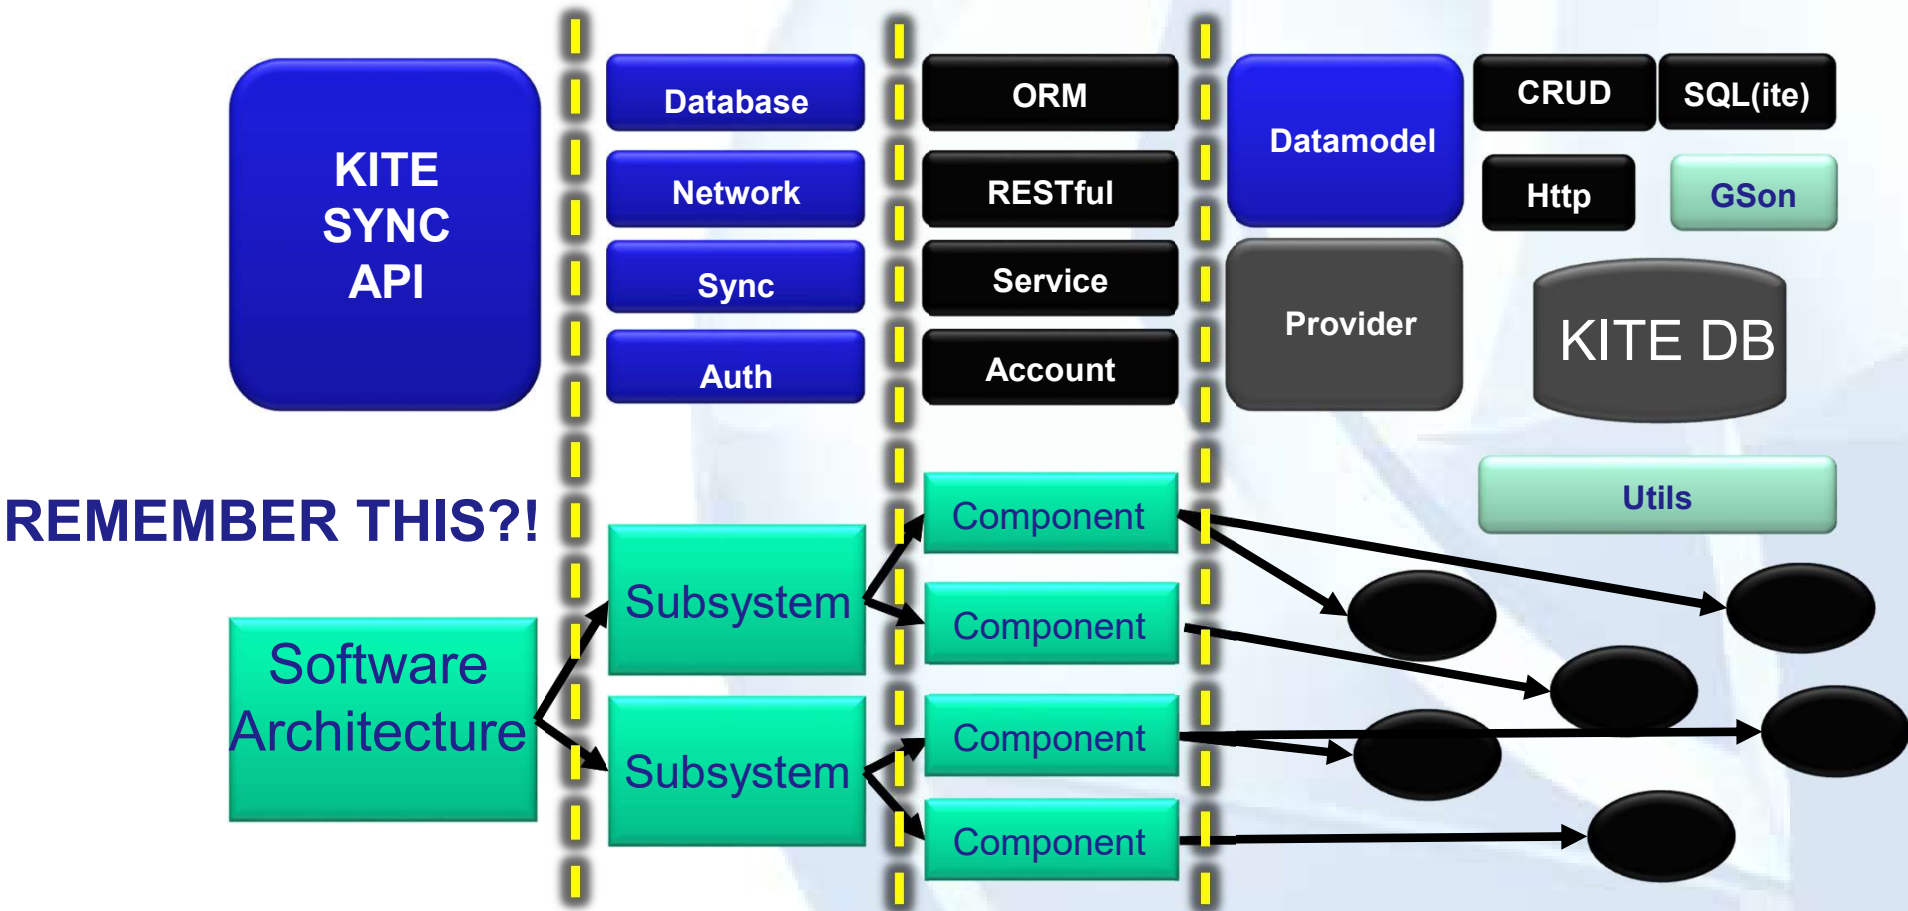 KITE
SYNC
API
Database
Network
Sync
Auth
ORM
RESTful
Service
Account
Datamodel
Provider
CRUD
SQL(ite)
Http
GSon
KITE DB
Utils
REMEMBER THIS?!
Software
Architecture
Subsystem
Subsystem
Component
Component
Component
Component